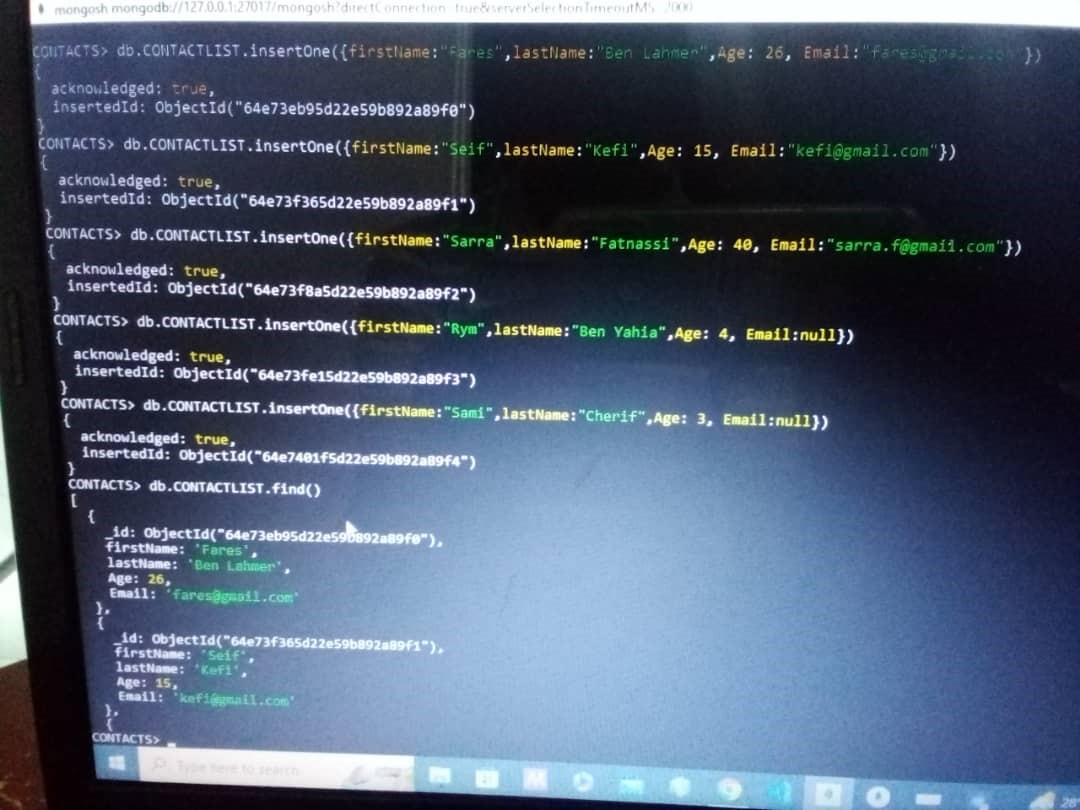 mongosh mongodb://127.0.0.1:27017/mongosh?directConnection=true&serverSelectionTimeoutMS=2000
CONTACTS> db.CONTACTLIST.insertOne({firstName:"Fares",lastName:"Ben Lahmer",Age: 26, Email:"fares@gmail.com"})
{
acknowledged: true,
insertedId: ObjectId("64e73eb95d22e59b892a89f0")
}
CONTACTS> db.CONTACTLIST.insertOne({firstName:"Seif",lastName:"Kefi",Age: 15, Email:"kefi@gmail.com"})
{
acknowledged: true,
insertedId: ObjectId("64e73f365d22e59b892a89f1")
}
CONTACTS> db.CONTACTLIST.insertOne({firstName:"Sarra",lastName:"Fatnassi",Age: 40, Email:"sarra.f@gmail.com"})
{
acknowledged: true,
insertedId: ObjectId("64e73f8a5d22e59b892a89f2")
}
CONTACTS> db.CONTACTLIST.insertOne({firstName:"Rym",lastName:"Ben Yahia",Age: 4, Email:null})
{
acknowledged: true,
insertedId: ObjectId("64e73fe15d22e59b892a89f3")
}
CONTACTS> db.CONTACTLIST.insertOne({firstName:"Sami",lastName:"Cherif",Age: 3, Email:null})
{
acknowledged: true,
insertedId: ObjectId("64e7401f5d22e59b892a89f4")
}
CONTACTS> db.CONTACTLIST.find()
[
{
_id: ObjectId("64e73eb95d22e59b892a89f0"),
firstName: 'Fares',
lastName: 'Ben Lahmer',
Age: 26,
Email: 'fares@gmail.com'
},
{
_id: ObjectId("64e73f365d22e59b892a89f1"),
firstName: 'Seif',
lastName: 'Kefi',
Age: 15,
Email: 'kefi@gmail.com'
},
{
CONTACTS> _
Type here to search